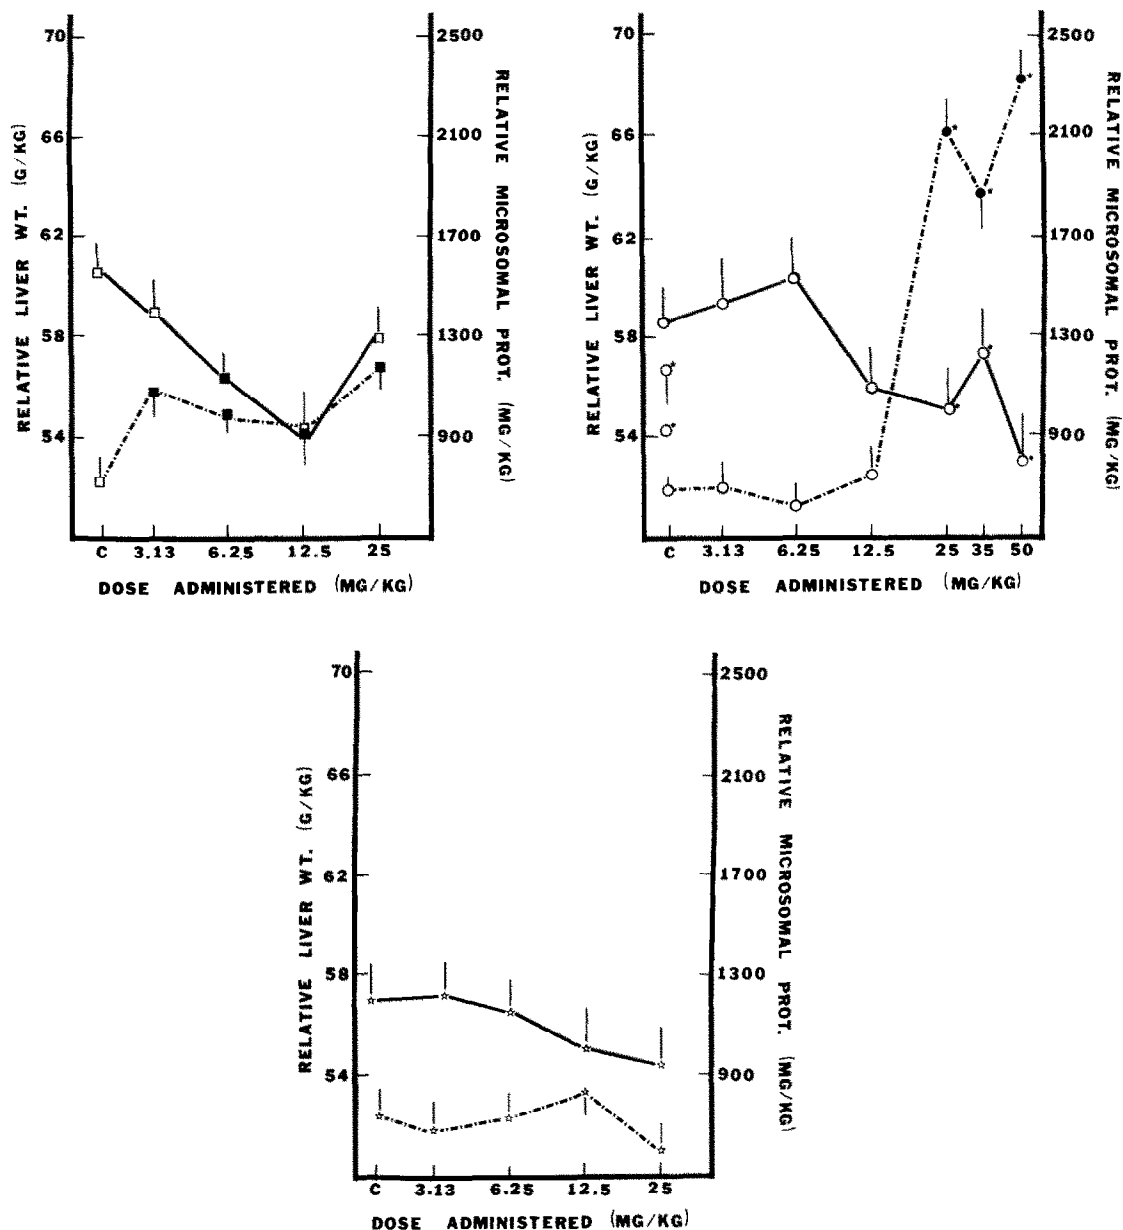 70
66
62
58
54
RELATIVE LIVER WT. (G/KG)
2500
2100
1700
1300
900
RELATIVE MICROSOMAL PROT. (MG/KG)
C 3.13 6.25 12.5 25
DOSE ADMINISTERED (MG/KG)
70
66
62
58
54
RELATIVE LIVER WT. (G/KG)
2500
2100
1700
1300
900
RELATIVE MICROSOMAL PROT. (MG/KG)
* * * * * * * *
C 3.13 6.25 12.5 25 35 50
DOSE ADMINISTERED (MG/KG)
70
66
62
58
54
RELATIVE LIVER WT. (G/KG)
2500
2100
1700
1300
900
RELATIVE MICROSOMAL PROT. (MG/KG)
C 3.13 6.25 12.5 25
DOSE ADMINISTERED (MG/KG)